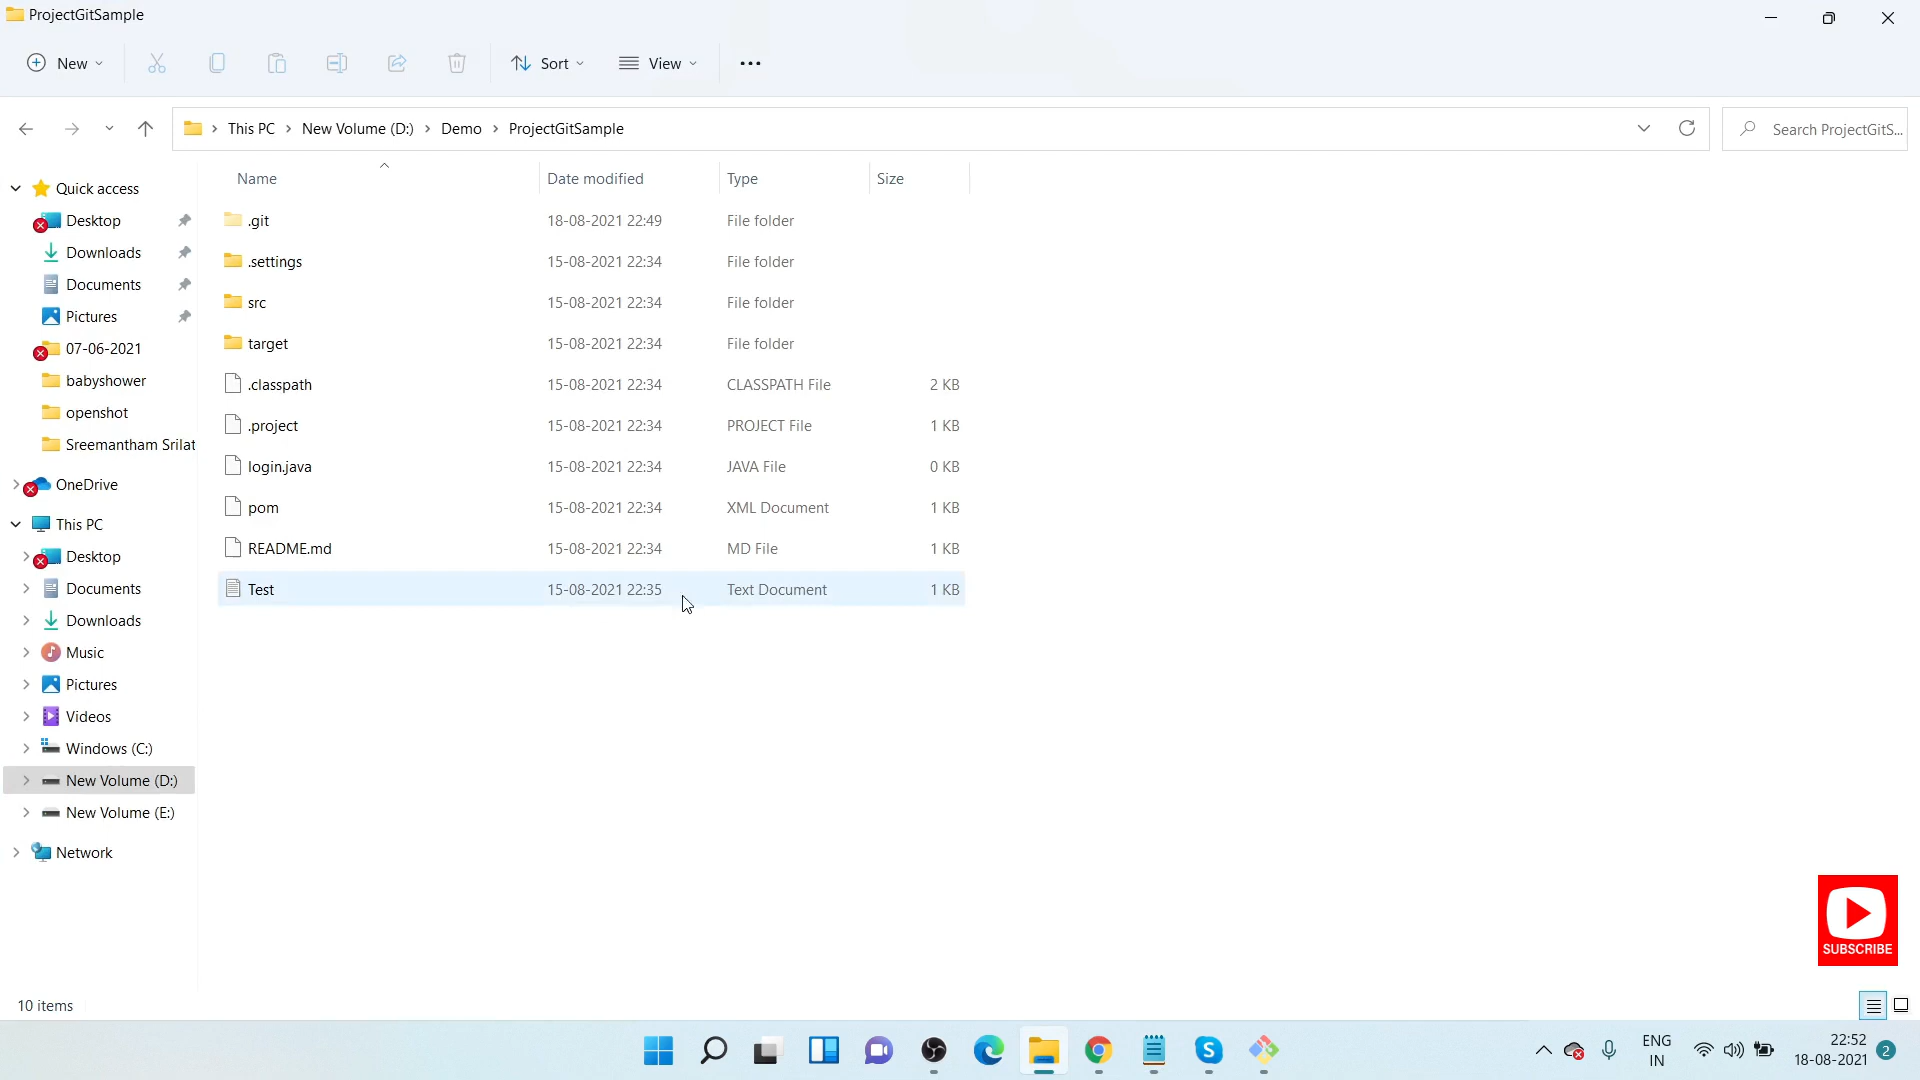 ProjectGitSample
New
Sort
View
This PC > New Volume (D:) > Demo > ProjectGitSample
Search ProjectGitS...
Name Date modified Type Size
.git 18-08-2021 22:49 File folder
.settings 15-08-2021 22:34 File folder
src 15-08-2021 22:34 File folder
target 15-08-2021 22:34 File folder
.classpath 15-08-2021 22:34 CLASSPATH File 2 KB
.project 15-08-2021 22:34 PROJECT File 1 KB
login.java 15-08-2021 22:34 JAVA File 0 KB
pom 15-08-2021 22:34 XML Document 1 KB
README.md 15-08-2021 22:34 MD File 1 KB
Test 15-08-2021 22:35 Text Document 1 KB
Quick access
Desktop
Downloads
Documents
Pictures
07-06-2021
babyshower
openshot
Sreemantham Srilat
OneDrive
This PC
Desktop
Documents
Downloads
Music
Pictures
Videos
Windows (C:)
New Volume (D:)
New Volume (E:)
Network
SUBSCRIBE
10 items
ENG
IN
22:52
18-08-2021
2